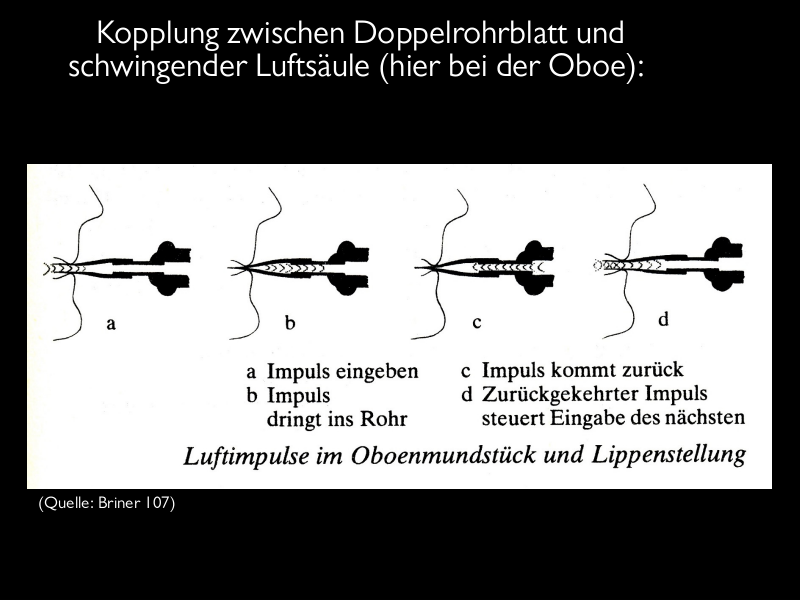 Kopplung zwischen Doppelrohrblatt und
schwingender Luftsäule (hier bei der Oboe):
a
b
c
d
a Impuls eingeben
b Impuls
dringt ins Rohr
c Impuls kommt zurück
d Zurückgekehrter Impuls
steuert Eingabe des nächsten
Luftimpulse im Oboenmundstück und Lippenstellung
(Quelle: Briner 107)